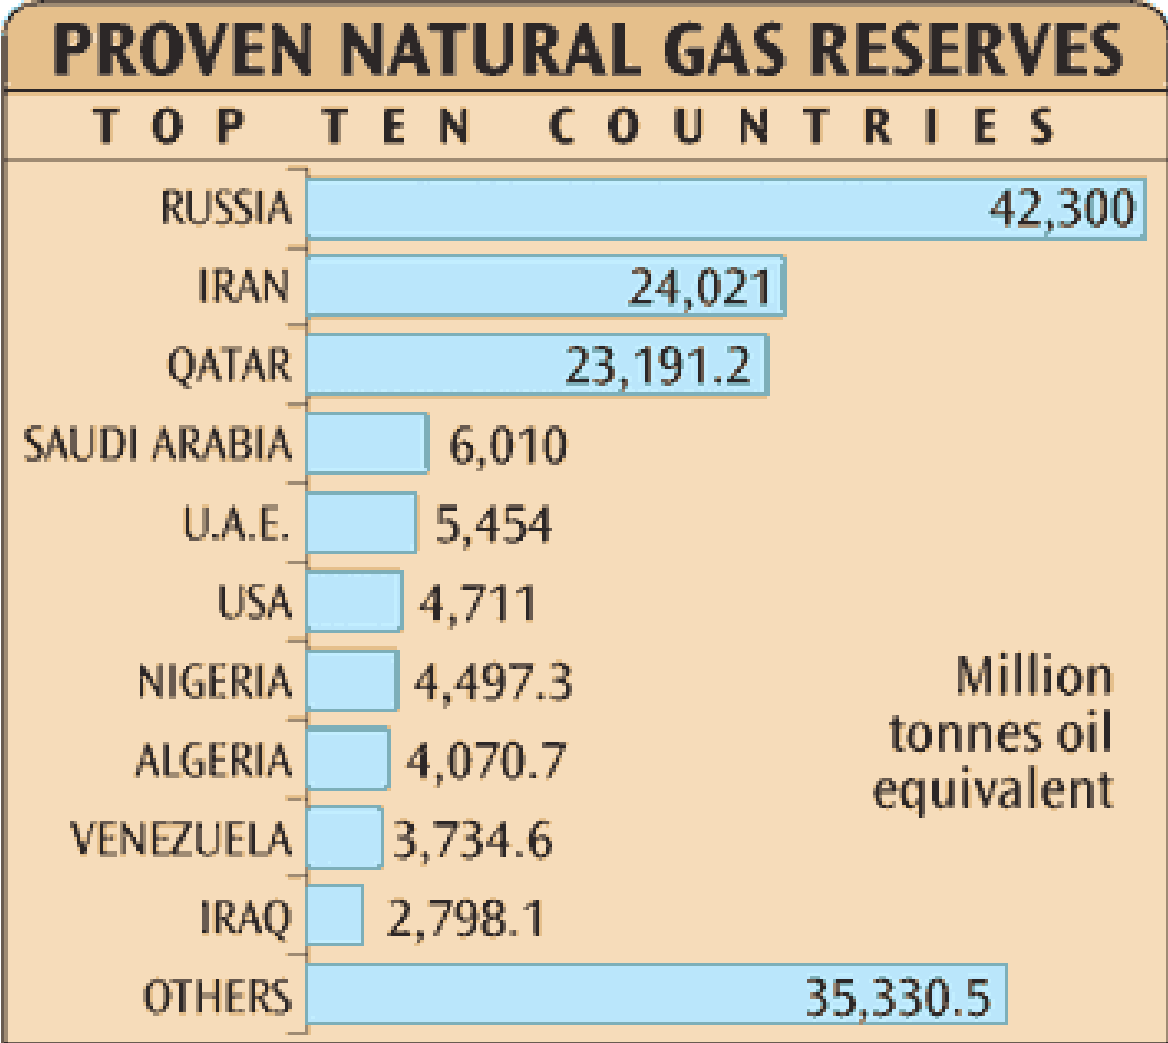 PROVEN NATURAL GAS RESERVES
TOP TEN COUNTRIES
RUSSIA 42,300
IRAN 24,021
QATAR 23,191.2
SAUDI ARABIA 6,010
U.A.E. 5,454
USA 4,711
NIGERIA 4,497.3
ALGERIA 4,070.7
VENEZUELA 3,734.6
IRAQ 2,798.1
OTHERS 35,330.5
Million
tonnes oil
equivalent